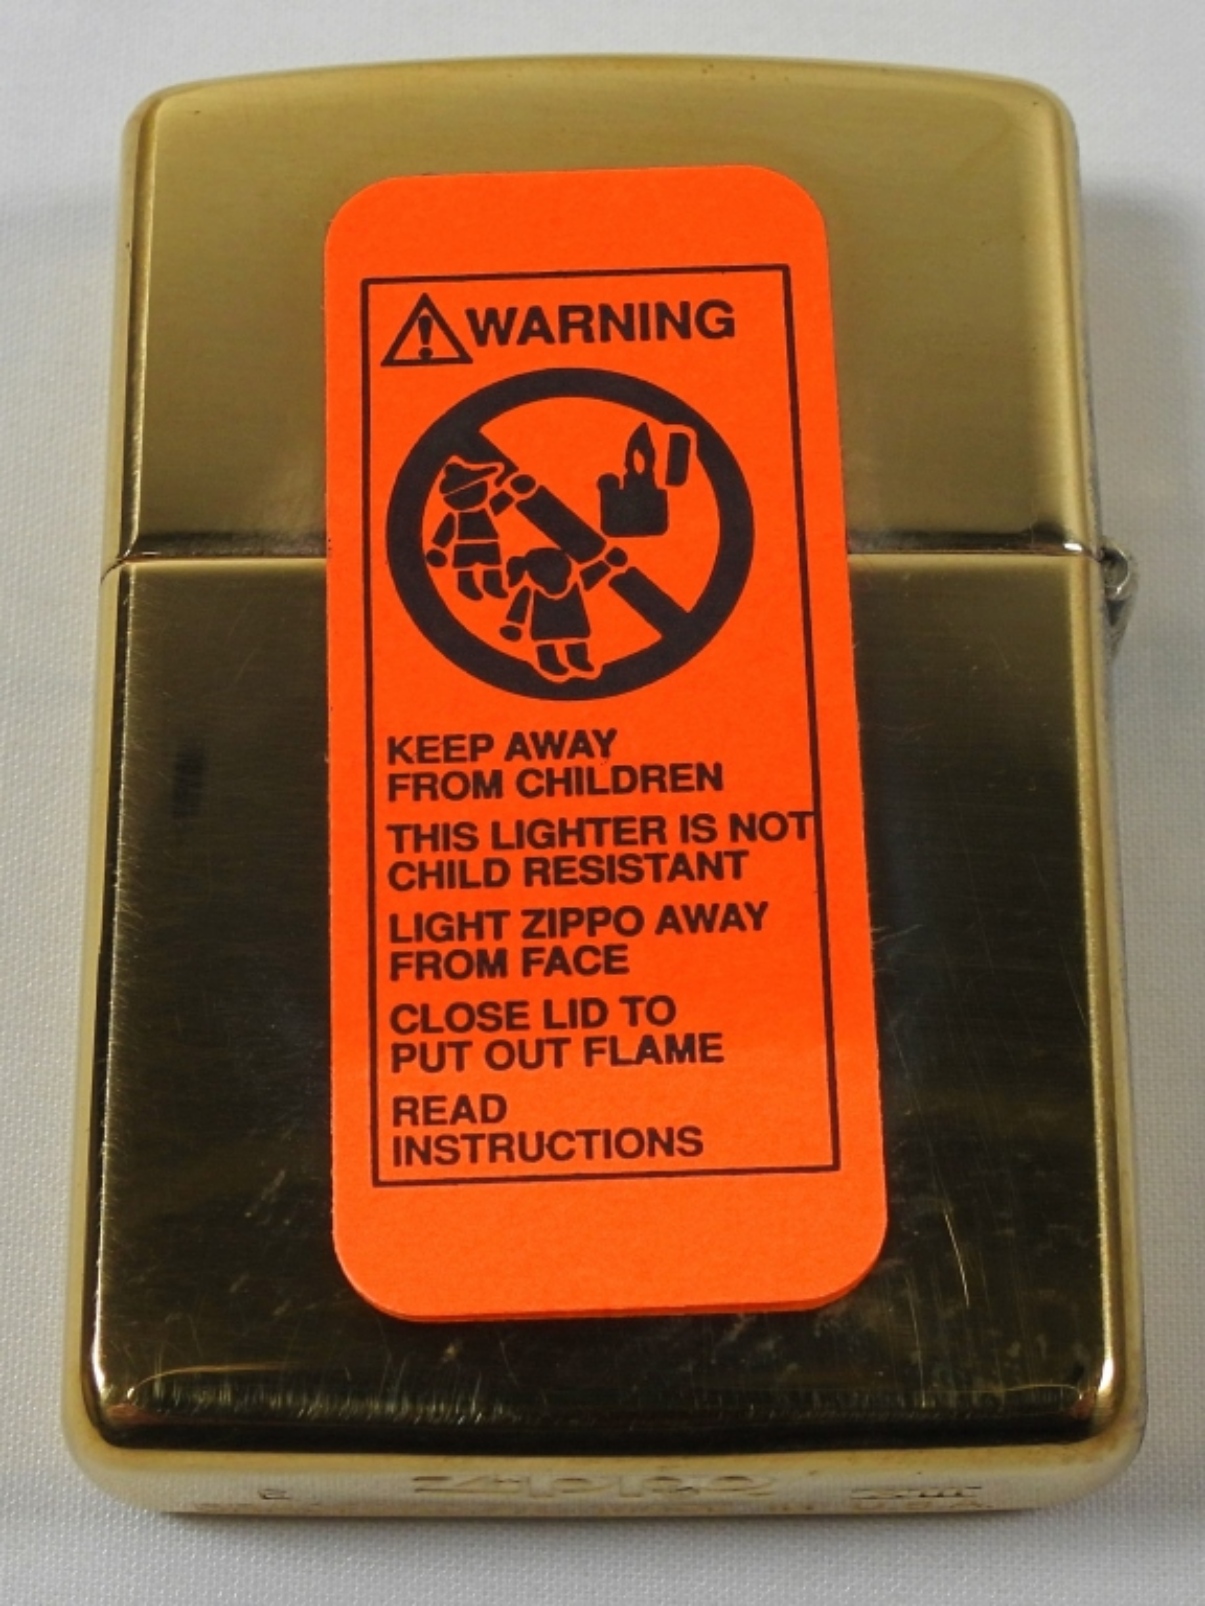 WARNING
KEEP AWAY
FROM CHILDREN
THIS LIGHTER IS NOT
CHILD RESISTANT
LIGHT ZIPPO AWAY
FROM FACE
CLOSE LID TO
PUT OUT FLAME
READ
INSTRUCTIONS
Zippo